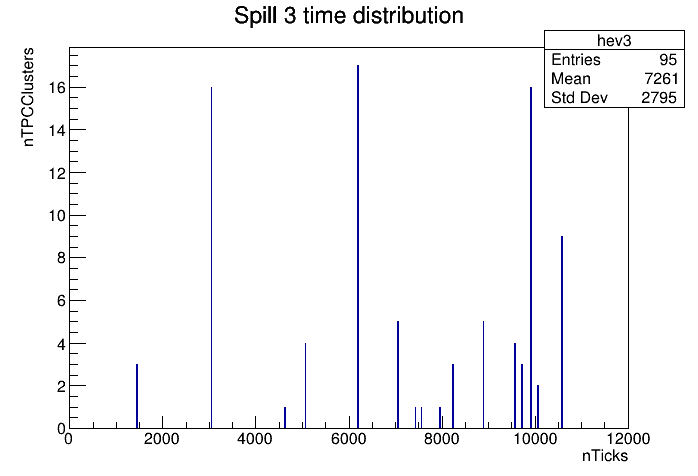 Spill 3 time distribution
hev3
Entries 95
Mean 7261
Std Dev 2795
nTPCClusters
16
14
12
10
8
6
4
2
0
0 2000 4000 6000 8000 10000 12000
nTicks